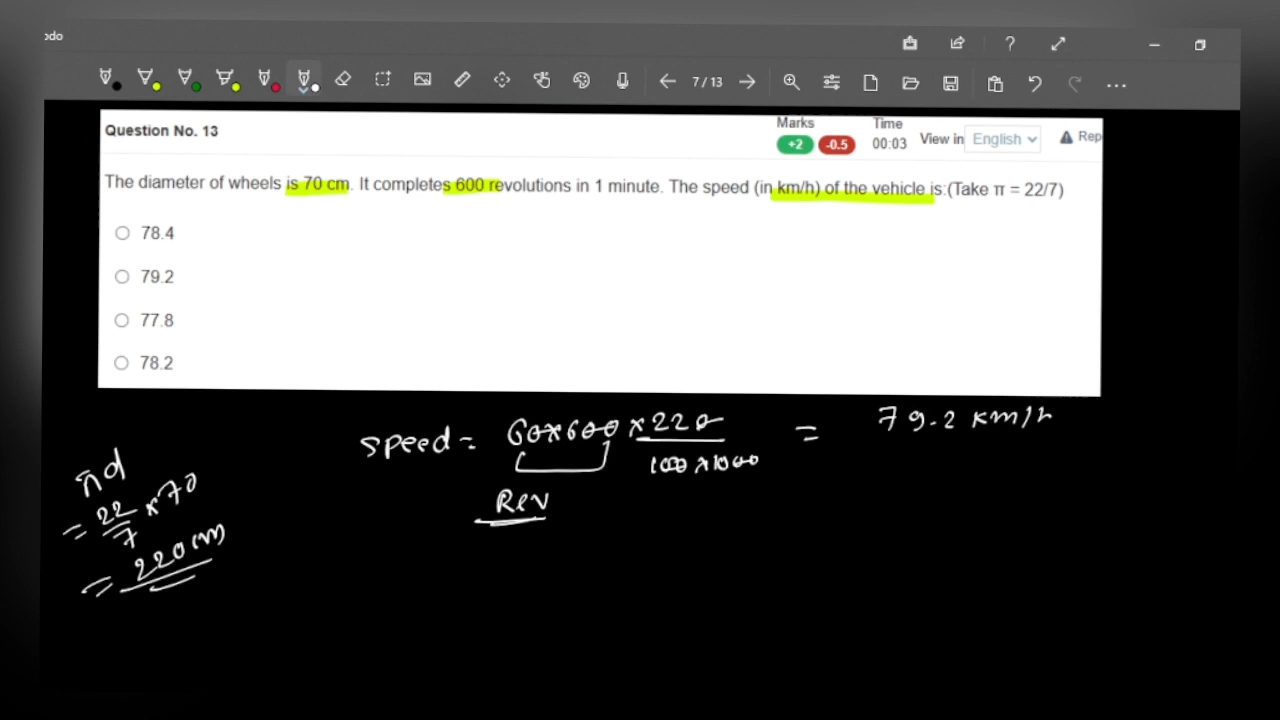 odo
7 / 13
Question No. 13
Marks
Time
+2
-0.5
00:03
View in
English
Rep
The diameter of wheels is 70 cm. It completes 600 revolutions in 1 minute. The speed (in km/h) of the vehicle is:(Take π = 22/7)
78.4
79.2
77.8
78.2
speed = 60×600 × 220 / 100×1000 = 79.2 km/h
Rev
πd
= 22/7 × 70
= 220 cm